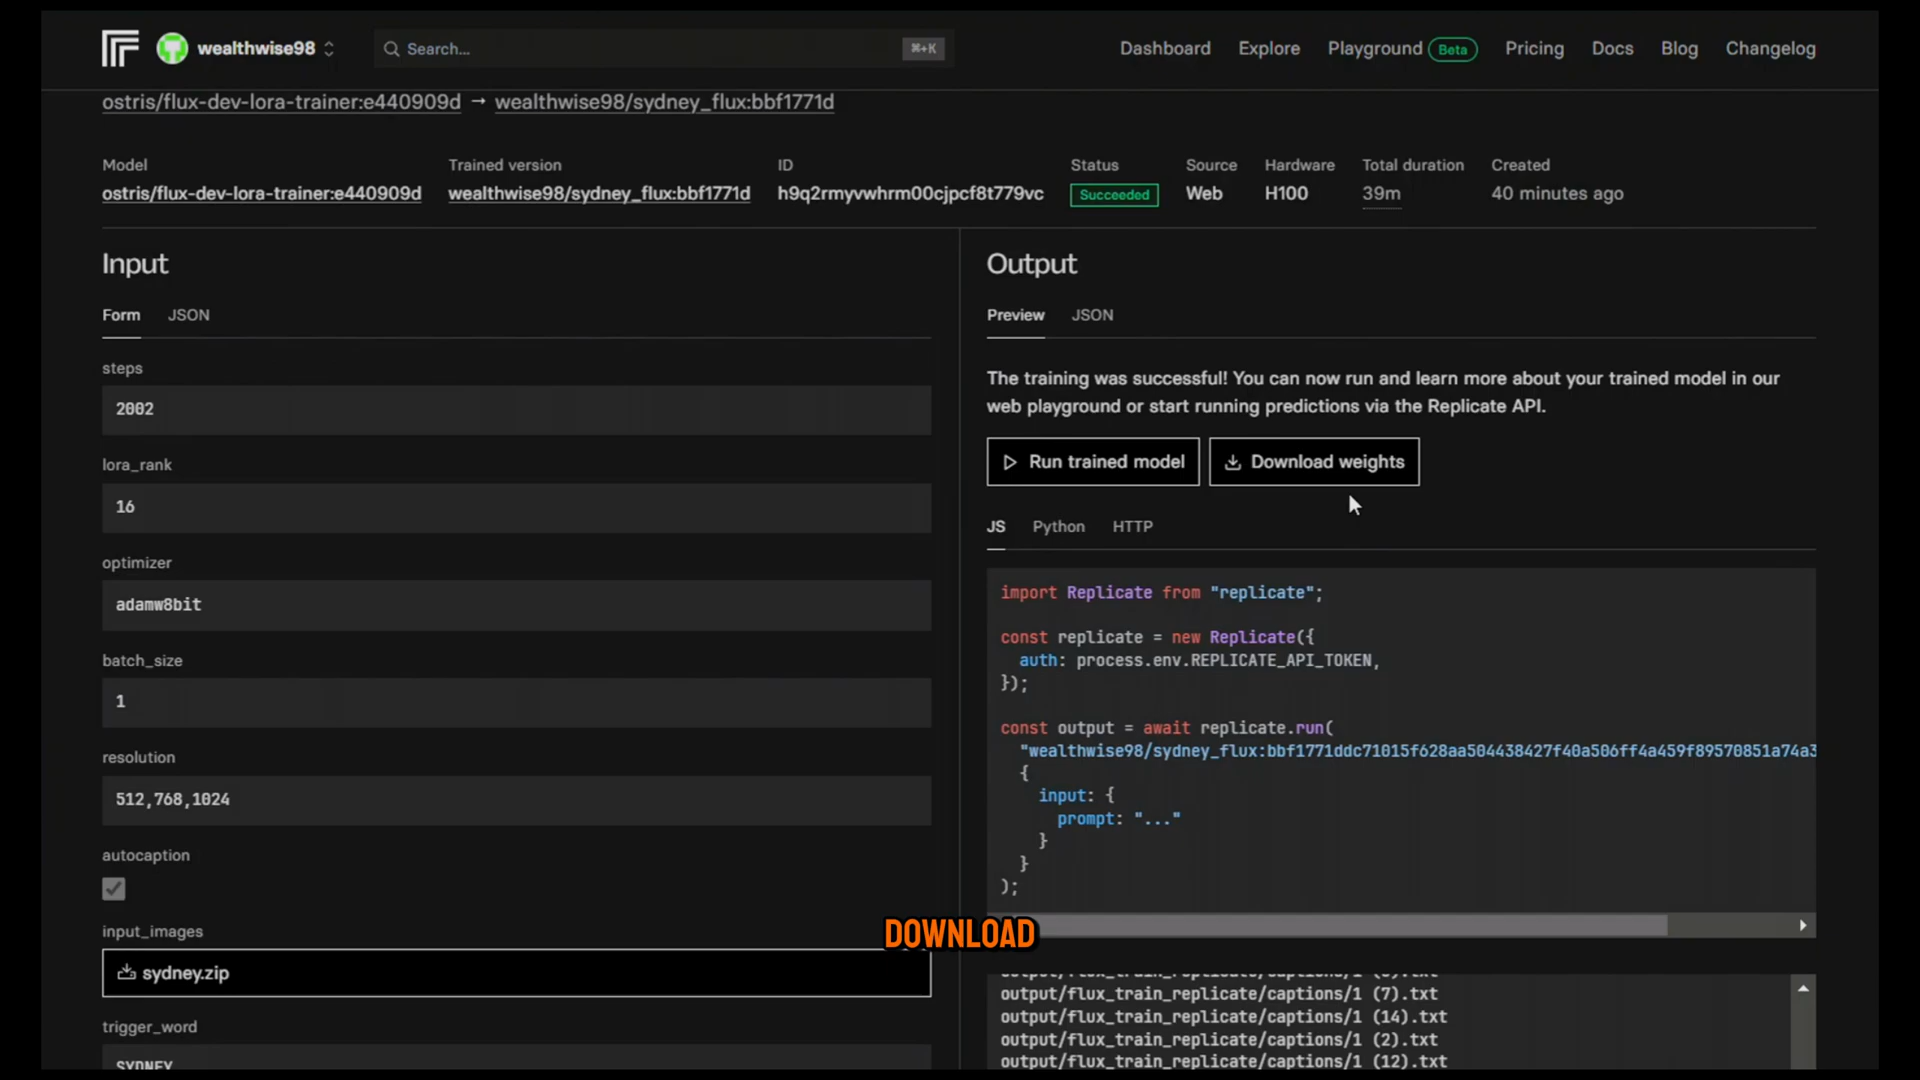 wealthwise98
Search...
⌘+K
Dashboard
Explore
Playground Beta
Pricing
Docs
Blog
Changelog
ostris/flux-dev-lora-trainer:e440909d → wealthwise98/sydney_flux:bbf1771d
Model
Trained version
ID
Status
Source
Hardware
Total duration
Created
ostris/flux-dev-lora-trainer:e440909d
wealthwise98/sydney_flux:bbf1771d
h9q2rmyvwhrm00cjpcf8t779vc
Succeeded
Web
H100
39m
40 minutes ago
Input
Form
JSON
steps
2002
lora_rank
16
optimizer
adamw8bit
batch_size
1
resolution
512,768,1024
autocaption
input_images
sydney.zip
trigger_word
SYDNEY
Output
Preview
JSON
The training was successful! You can now run and learn more about your trained model in our
web playground or start running predictions via the Replicate API.
Run trained model
Download weights
JS
Python
HTTP
import Replicate from "replicate";
const replicate = new Replicate({
auth: process.env.REPLICATE_API_TOKEN,
});
const output = await replicate.run(
"wealthwise98/sydney_flux:bbf1771ddc71015f628aa504438427f40a506ff4a459f89570851a74a3
{
input: {
prompt: "..."
}
}
);
DOWNLOAD
output/flux_train_replicate/captions/1 (7).txt
output/flux_train_replicate/captions/1 (14).txt
output/flux_train_replicate/captions/1 (2).txt
output/flux_train_replicate/captions/1 (12).txt